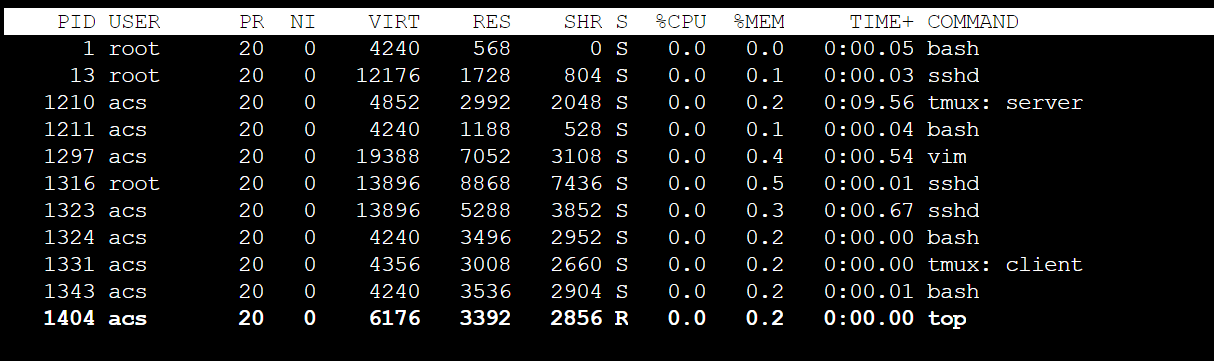 PID USER PR NI VIRT RES SHR S %CPU %MEM TIME+ COMMAND
1 root 20 0 4240 568 0 S 0.0 0.0 0:00.05 bash
13 root 20 0 12176 1728 804 S 0.0 0.1 0:00.03 sshd
1210 acs 20 0 4852 2992 2048 S 0.0 0.2 0:09.56 tmux: server
1211 acs 20 0 4240 1188 528 S 0.0 0.1 0:00.04 bash
1297 acs 20 0 19388 7052 3108 S 0.0 0.4 0:00.54 vim
1316 root 20 0 13896 8868 7436 S 0.0 0.5 0:00.01 sshd
1323 acs 20 0 13896 5288 3852 S 0.0 0.3 0:00.67 sshd
1324 acs 20 0 4240 3496 2952 S 0.0 0.2 0:00.00 bash
1331 acs 20 0 4356 3008 2660 S 0.0 0.2 0:00.00 tmux: client
1343 acs 20 0 4240 3536 2904 S 0.0 0.2 0:00.01 bash
1404 acs 20 0 6176 3392 2856 R 0.0 0.2 0:00.00 top